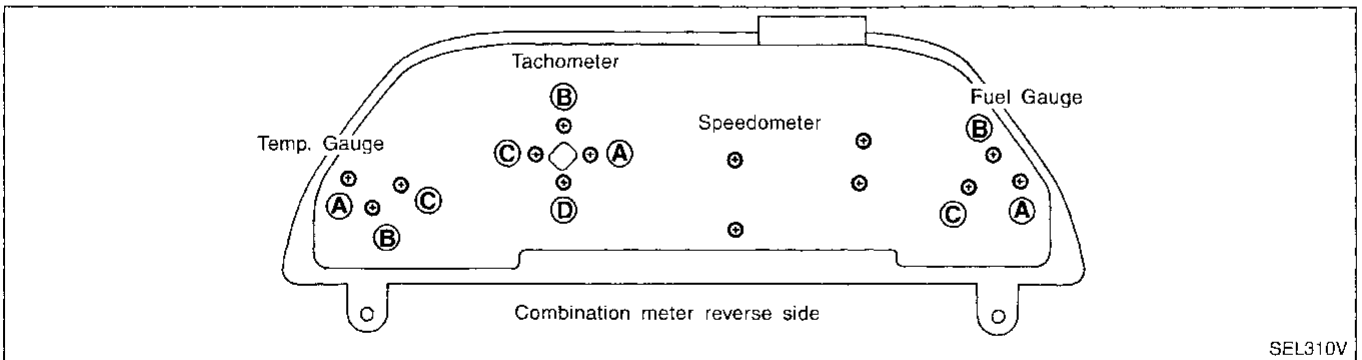 Tachometer
B
Fuel Gauge
Speedometer
B
Temp. Gauge
C
A
A
C
D
C
A
B
Combination meter reverse side
SEL310V